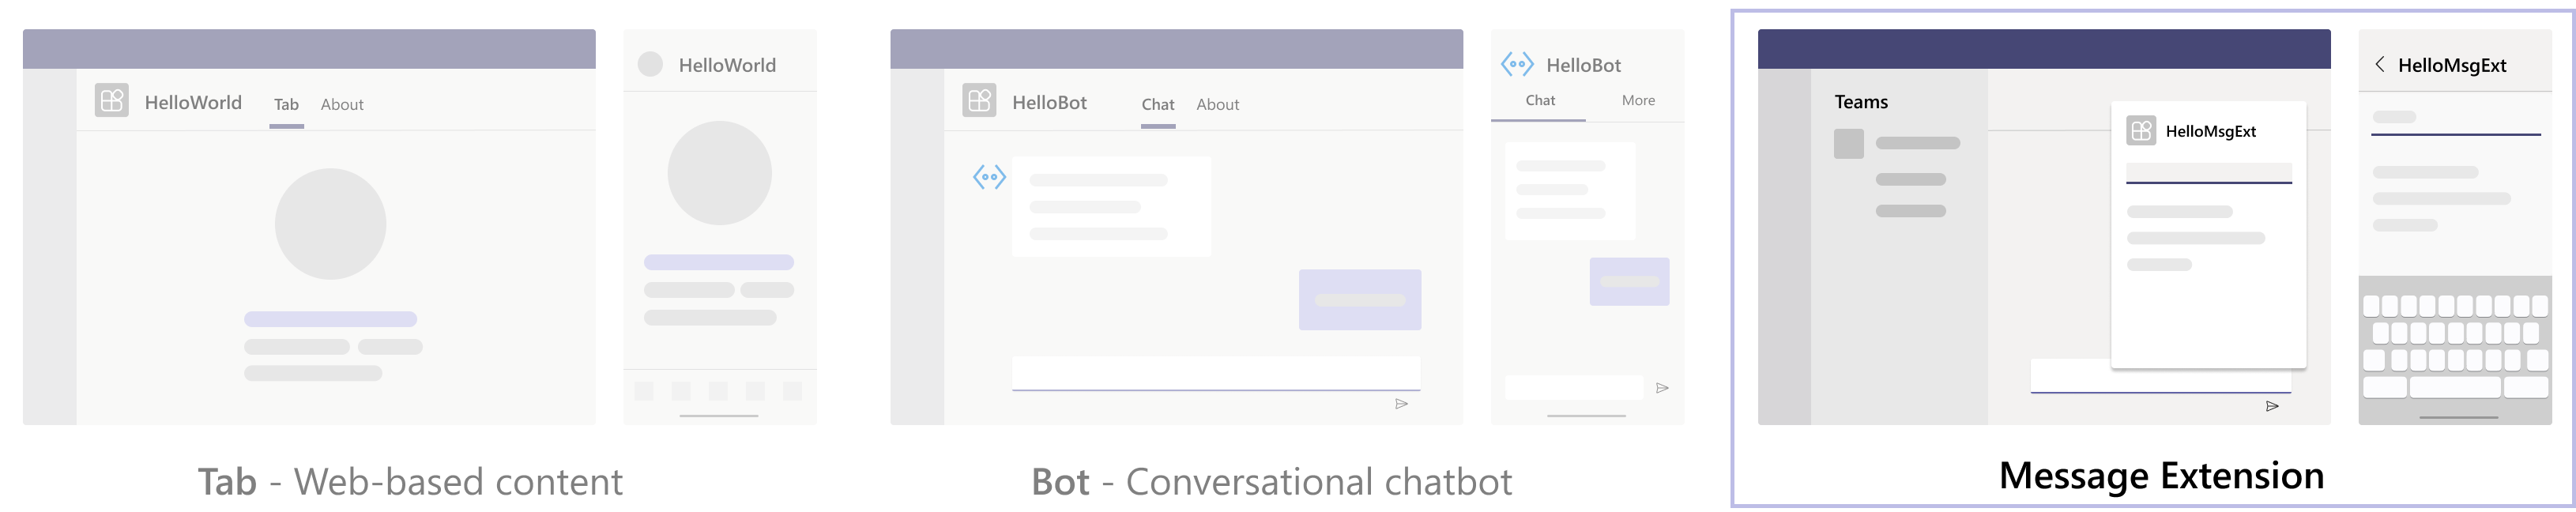 HelloWorld Tab About
HelloWorld
Tab - Web-based content
HelloBot Chat About
HelloBot
Chat More
Bot - Conversational chatbot
Teams
HelloMsgExt
HelloMsgExt
Message Extension